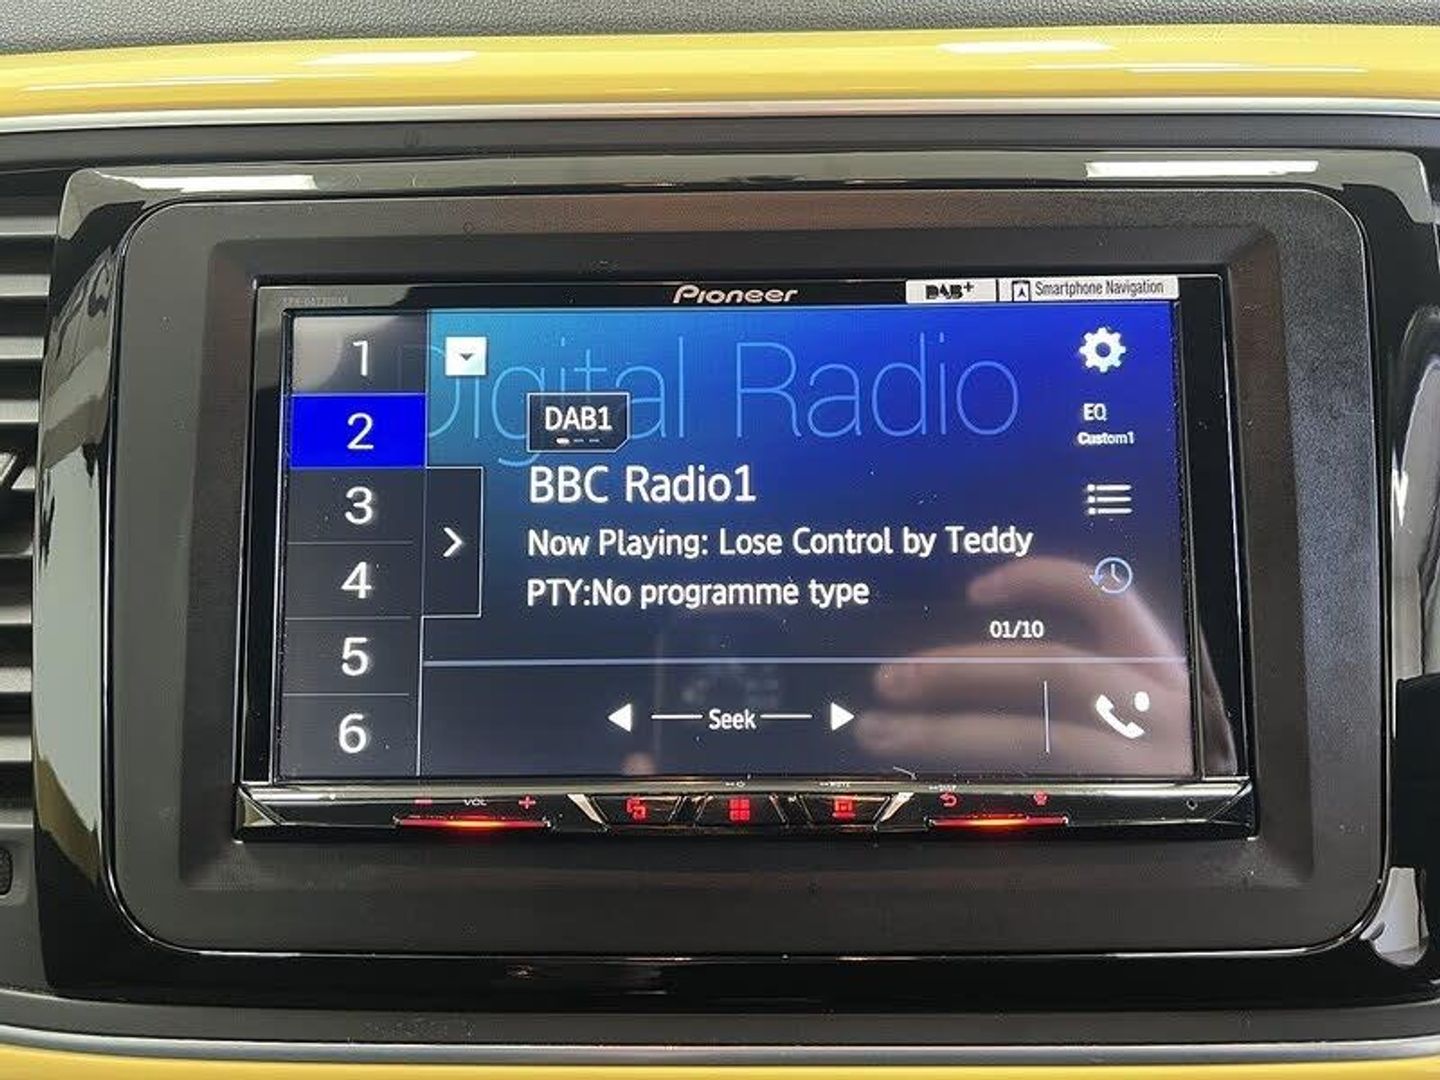 Pioneer
DAB+
Smartphone Navigation
Digital Radio
1
2
3
4
5
6
DAB1
BBC Radio1
Now Playing: Lose Control by Teddy
PTY:No programme type
01/10
EQ
Custom1
Seek
VOL